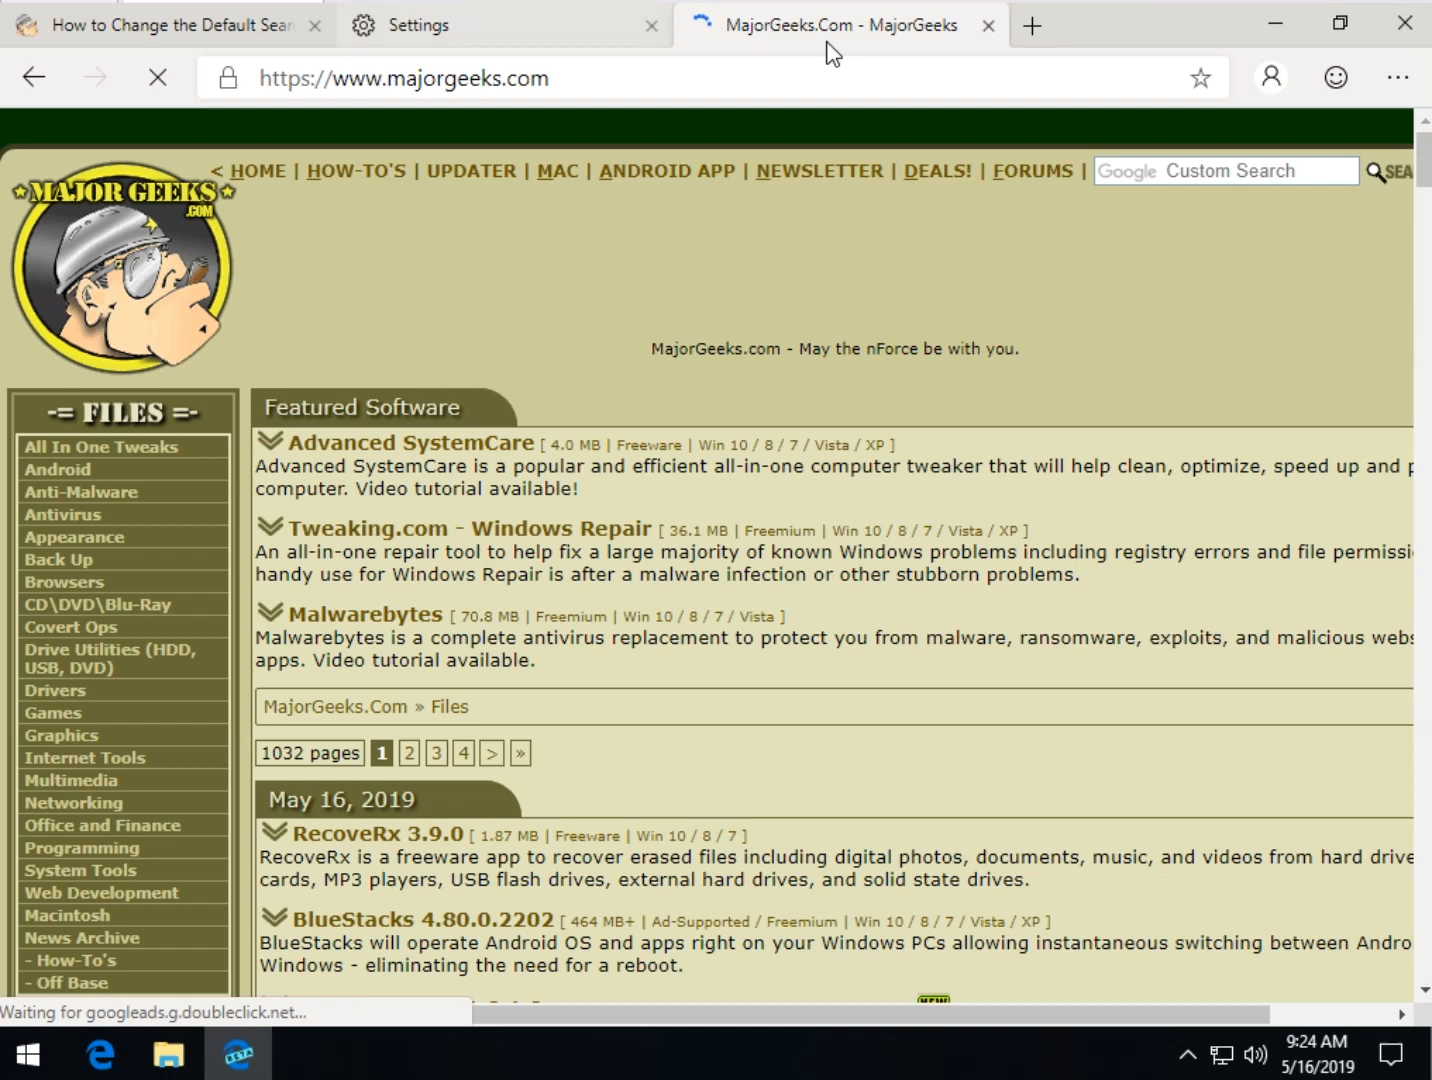 How to Change the Default Sear
Settings
MajorGeeks.Com - MajorGeeks
https://www.majorgeeks.com
MAJOR GEEKS
.COM
< HOME | HOW-TO'S | UPDATER | MAC | ANDROID APP | NEWSLETTER | DEALS! | FORUMS |
Google Custom Search
SEA
MajorGeeks.com - May the nForce be with you.
-= FILES =-
All In One Tweaks
Android
Anti-Malware
Antivirus
Appearance
Back Up
Browsers
CD\DVD\Blu-Ray
Covert Ops
Drive Utilities (HDD,
USB, DVD)
Drivers
Games
Graphics
Internet Tools
Multimedia
Networking
Office and Finance
Programming
System Tools
Web Development
Macintosh
News Archive
- How-To's
- Off Base
Featured Software
Advanced SystemCare [ 4.0 MB | Freeware | Win 10 / 8 / 7 / Vista / XP ]
Advanced SystemCare is a popular and efficient all-in-one computer tweaker that will help clean, optimize, speed up and p
computer. Video tutorial available!
Tweaking.com - Windows Repair [ 36.1 MB | Freemium | Win 10 / 8 / 7 / Vista / XP ]
An all-in-one repair tool to help fix a large majority of known Windows problems including registry errors and file permissi
handy use for Windows Repair is after a malware infection or other stubborn problems.
Malwarebytes [ 70.8 MB | Freemium | Win 10 / 8 / 7 / Vista ]
Malwarebytes is a complete antivirus replacement to protect you from malware, ransomware, exploits, and malicious webs
apps. Video tutorial available.
MajorGeeks.Com » Files
1032 pages 1 2 3 4 > »
May 16, 2019
RecoveRx 3.9.0 [ 1.87 MB | Freeware | Win 10 / 8 / 7 ]
RecoveRx is a freeware app to recover erased files including digital photos, documents, music, and videos from hard drive
cards, MP3 players, USB flash drives, external hard drives, and solid state drives.
BlueStacks 4.80.0.2202 [ 464 MB+ | Ad-Supported / Freemium | Win 10 / 8 / 7 / Vista / XP ]
BlueStacks will operate Android OS and apps right on your Windows PCs allowing instantaneous switching between Andro
Windows - eliminating the need for a reboot.
NEW
Waiting for googleads.g.doubleclick.net...
BETA
9:24 AM
5/16/2019